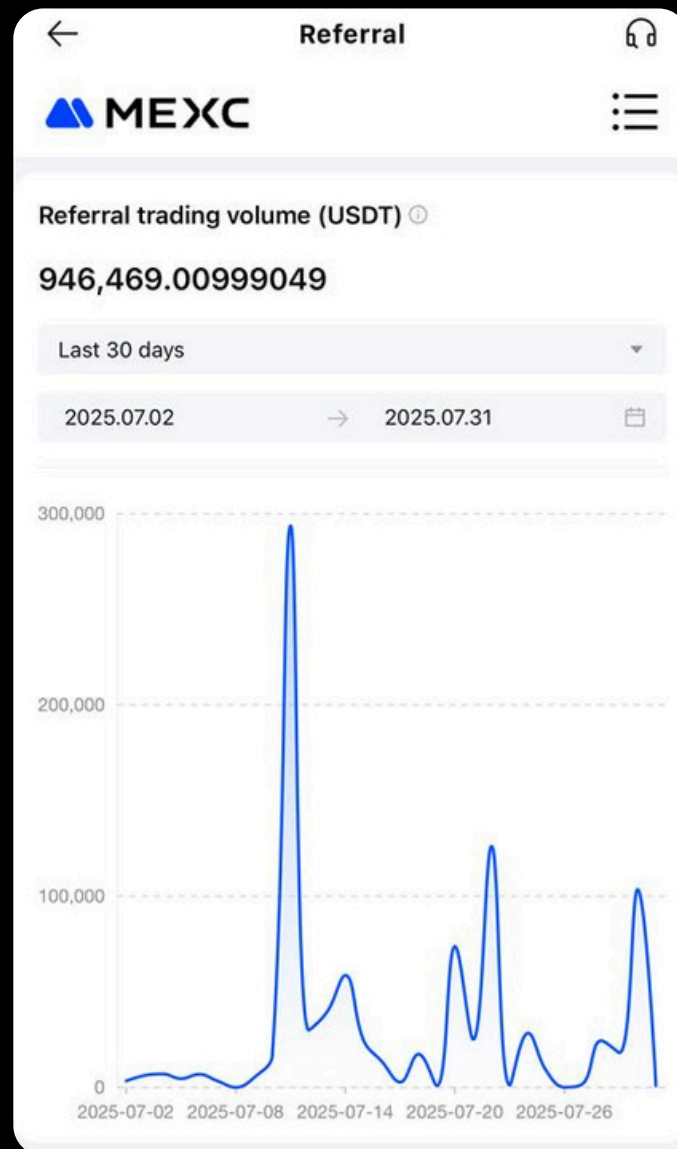 Referral
MEXC
Referral trading volume (USDT)
946,469.00999049
Last 30 days
2025.07.02 → 2025.07.31
300,000
200,000
100,000
0
2025-07-02 2025-07-08 2025-07-14 2025-07-20 2025-07-26